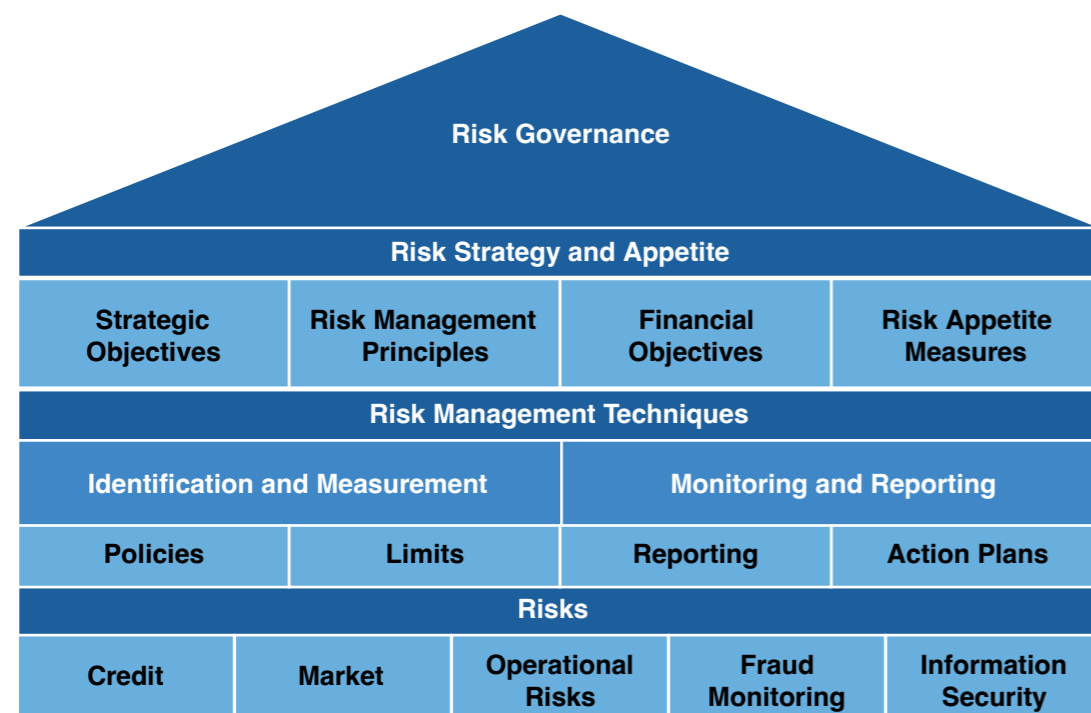 Risk Governance
Risk Strategy and Appetite
Strategic
Objectives
Risk Management
Principles
Financial
Objectives
Risk Appetite
Measures
Risk Management Techniques
Identification and Measurement
Monitoring and Reporting
Policies
Limits
Reporting
Action Plans
Risks
Credit
Market
Operational
Risks
Fraud
Monitoring
Information
Security